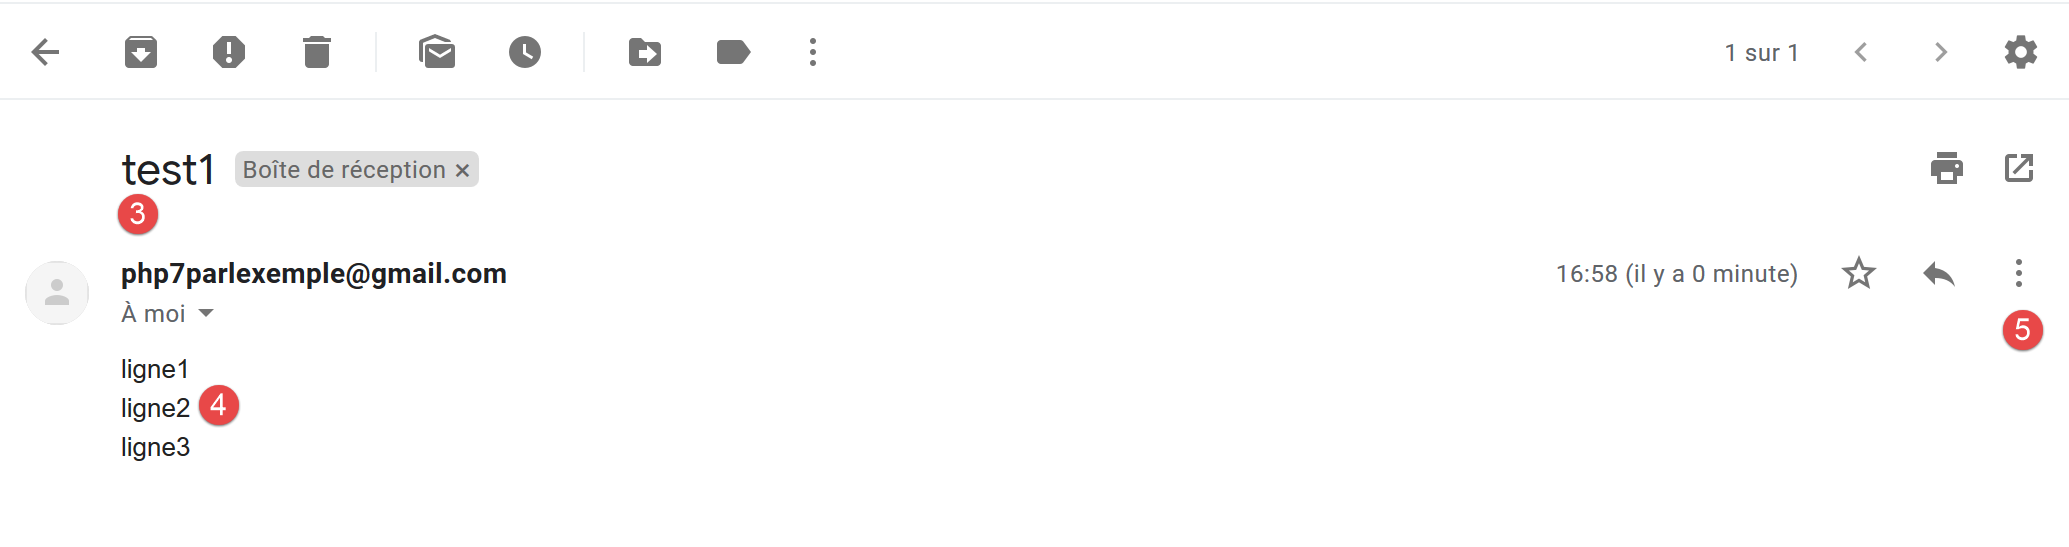 1 sur 1
test1 Boîte de réception ×
3
php7parlexemple@gmail.com 16:58 (il y a 0 minute)
À moi
5
ligne1
ligne2 4
ligne3